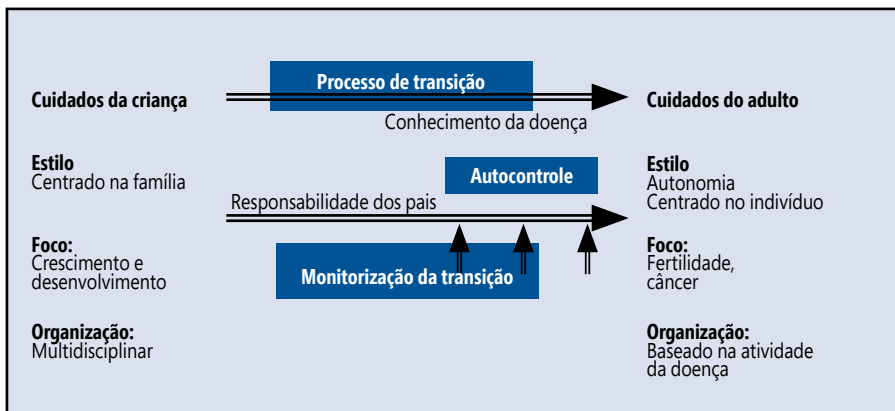 Processo de transição
Cuidados da criança
Cuidados do adulto
Conhecimento da doença
Estilo
Centrado na família
Autocontrole
Estilo
Autonomia
Centrado no indivíduo
Responsabilidade dos pais
Foco:
Crescimento e
desenvolvimento
Monitorização da transição
Foco:
Fertilidade,
câncer
Organização:
Multidisciplinar
Organização:
Baseado na atividade
da doença